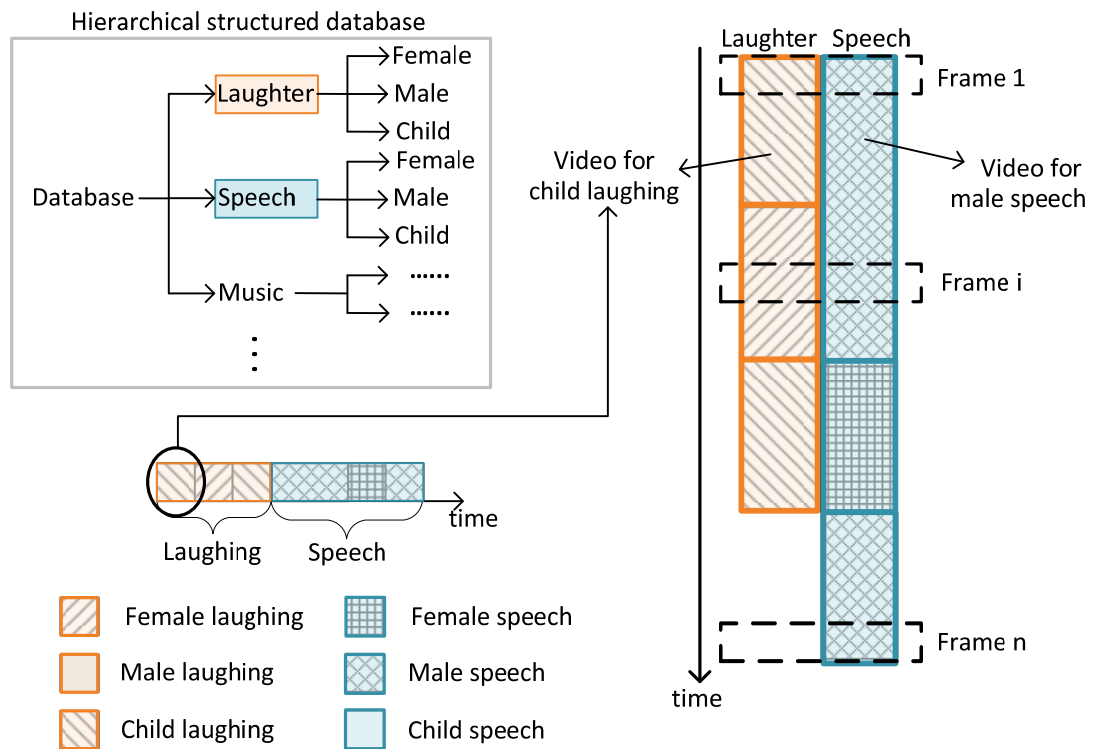 Hierarchical structured database
Database
Laughter
Female
Male
Child
Speech
Female
Male
Child
Music
......
......
Laughter Speech
Frame 1
Video for
child laughing
Video for
male speech
Frame i
Frame n
time
time
Laughing
Speech
Female laughing
Female speech
Male laughing
Male speech
Child laughing
Child speech